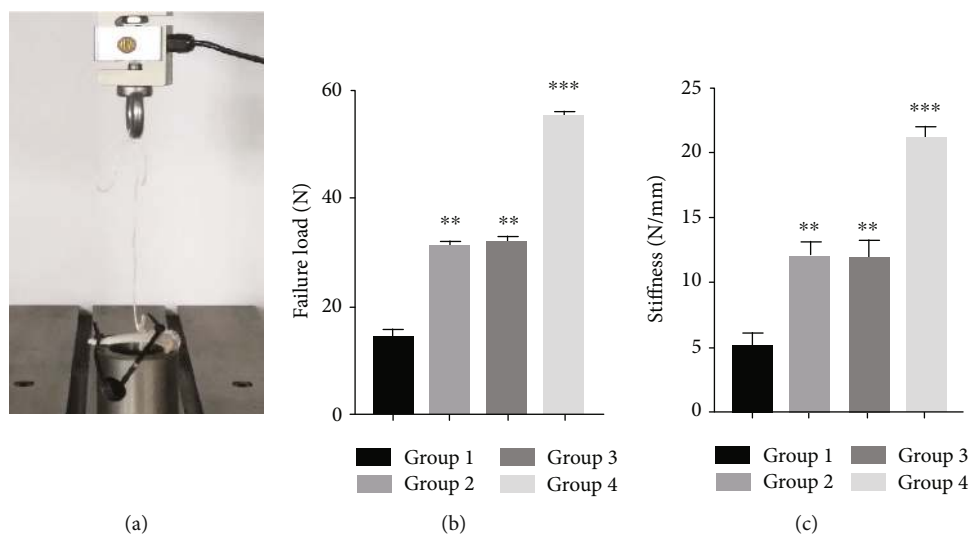 60
40
20
0
Failure load (N)
**
**
***
Group 1
Group 3
Group 2
Group 4
25
20
15
10
5
0
Stiffness (N/mm)
**
**
***
Group 1
Group 3
Group 2
Group 4
(a)
(b)
(c)